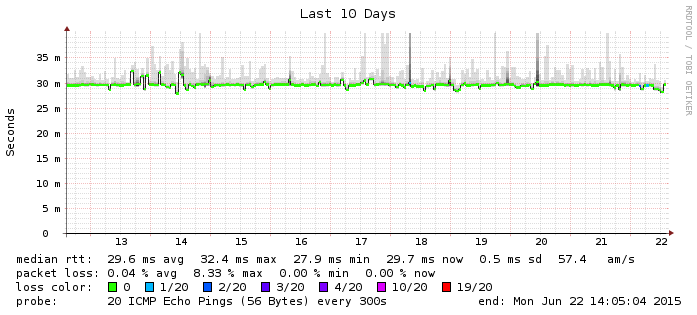 Last 10 Days
RRDTOOL / TOBI OETIKER
Seconds
35 m
30 m
25 m
20 m
15 m
10 m
5 m
0
13 14 15 16 17 18 19 20 21 22
median rtt: 29.6 ms avg 32.4 ms max 27.9 ms min 29.7 ms now 0.5 ms sd 57.4 am/s
packet loss: 0.04 % avg 8.33 % max 0.00 % min 0.00 % now
loss color: 0 1/20 2/20 3/20 4/20 10/20 19/20
probe: 20 ICMP Echo Pings (56 Bytes) every 300s end: Mon Jun 22 14:05:04 2015